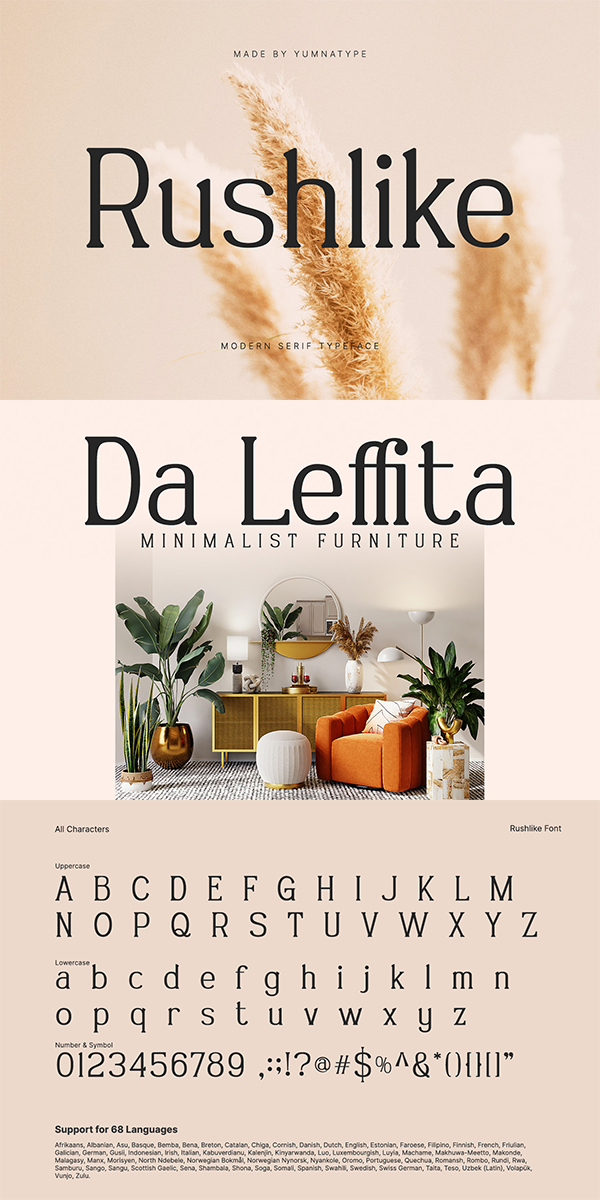 MADE BY YUMNATYPE
Rushlike
MODERN SERIF TYPEFACE
Da Leffita
MINIMALIST FURNITURE
All Characters
Rushlike Font
Uppercase
A B C D E F G H I J K L M
N O P Q R S T U V W X Y Z
Lowercase
a b c d e f g h i j k l m n
o p q r s t u v w x y z
Number & Symbol
0123456789 ,:;!?@#$%^&*(){}[]”
Support for 68 Languages
Afrikaans, Albanian, Asu, Basque, Bemba, Bena, Breton, Catalan, Chiga, Cornish, Danish, Dutch, English, Estonian, Faroese, Filipino, Finnish, French, Friulian,
Galician, German, Gusii, Indonesian, Irish, Italian, Kabuverdianu, Kalenjin, Kinyarwanda, Luo, Luxembourgish, Luyia, Machame, Makhuwa-Meetto, Makonde,
Malagasy, Manx, Morisyen, North Ndebele, Norwegian Bokmål, Norwegian Nynorsk, Nyankole, Oromo, Portuguese, Quechua, Romansh, Rombo, Rundi, Rwa,
Samburu, Sango, Sangu, Scottish Gaelic, Sena, Shambala, Shona, Soga, Somali, Spanish, Swahili, Swedish, Swiss German, Taita, Teso, Uzbek (Latin), Volapük,
Vunjo, Zulu.